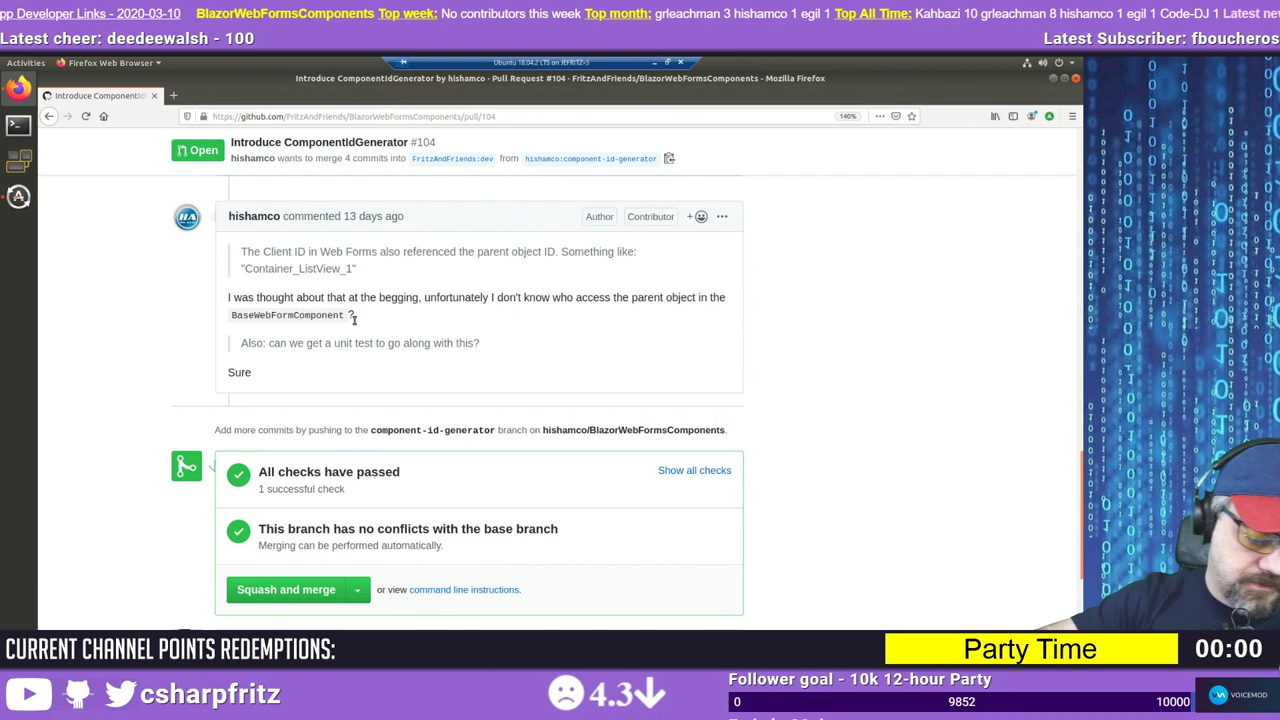 pp Developer Links - 2020-03-10 BlazorWebFormsComponents Top week: No contributors this week Top month: grleachman 3 hishamco 1 egil 1 Top All Time: Kahbazi 10 grleachman 8 hishamco 1 egil 1 Code-DJ 1 Latest new
Latest cheer: deedeewalsh - 100
Latest Subscriber: fboucheros
Activities
Firefox Web Browser
Ubuntu 18.04.2 LTS on JEFRITZ-3
Introduce ComponentIdGenerator by hishamco · Pull Request #104 · FritzAndFriends/BlazorWebFormsComponents - Mozilla Firefox
Introduce ComponentId
https://github.com/FritzAndFriends/BlazorWebFormsComponents/pull/104
140%
Open
Introduce ComponentIdGenerator #104
hishamco wants to merge 4 commits into FritzAndFriends:dev from hishamco:component-id-generator
hishamco commented 13 days ago
Author
Contributor
The Client ID in Web Forms also referenced the parent object ID. Something like:
"Container_ListView_1"
I was thought about that at the begging, unfortunately I don't know who access the parent object in the
BaseWebFormComponent ?
Also: can we get a unit test to go along with this?
Sure
Add more commits by pushing to the component-id-generator branch on hishamco/BlazorWebFormsComponents.
All checks have passed
Show all checks
1 successful check
This branch has no conflicts with the base branch
Merging can be performed automatically.
Squash and merge
or view command line instructions.
CURRENT CHANNEL POINTS REDEMPTIONS:
Party Time
00:00
csharpfritz
4.3
Follower goal - 10k 12-hour Party
0
9852
10000
VOICEMOD